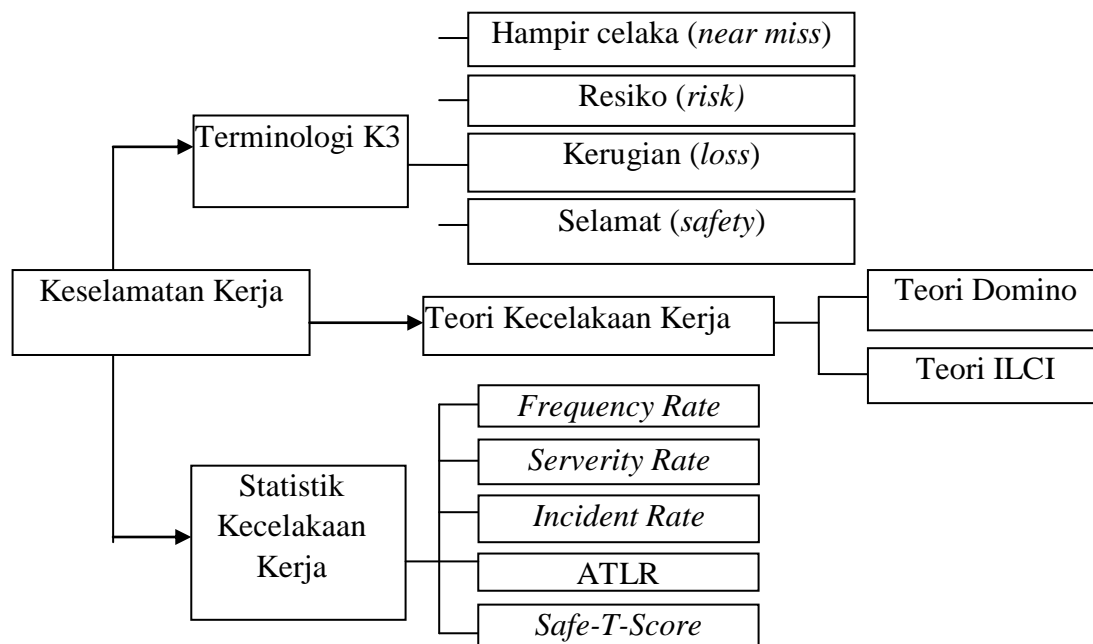 Hampir celaka (near miss)
Resiko (risk)
Terminologi K3
Kerugian (loss)
Selamat (safety)
Keselamatan Kerja
Teori Kecelakaan Kerja
Teori Domino
Teori ILCI
Statistik
Kecelakaan
Kerja
Frequency Rate
Serverity Rate
Incident Rate
ATLR
Safe-T-Score